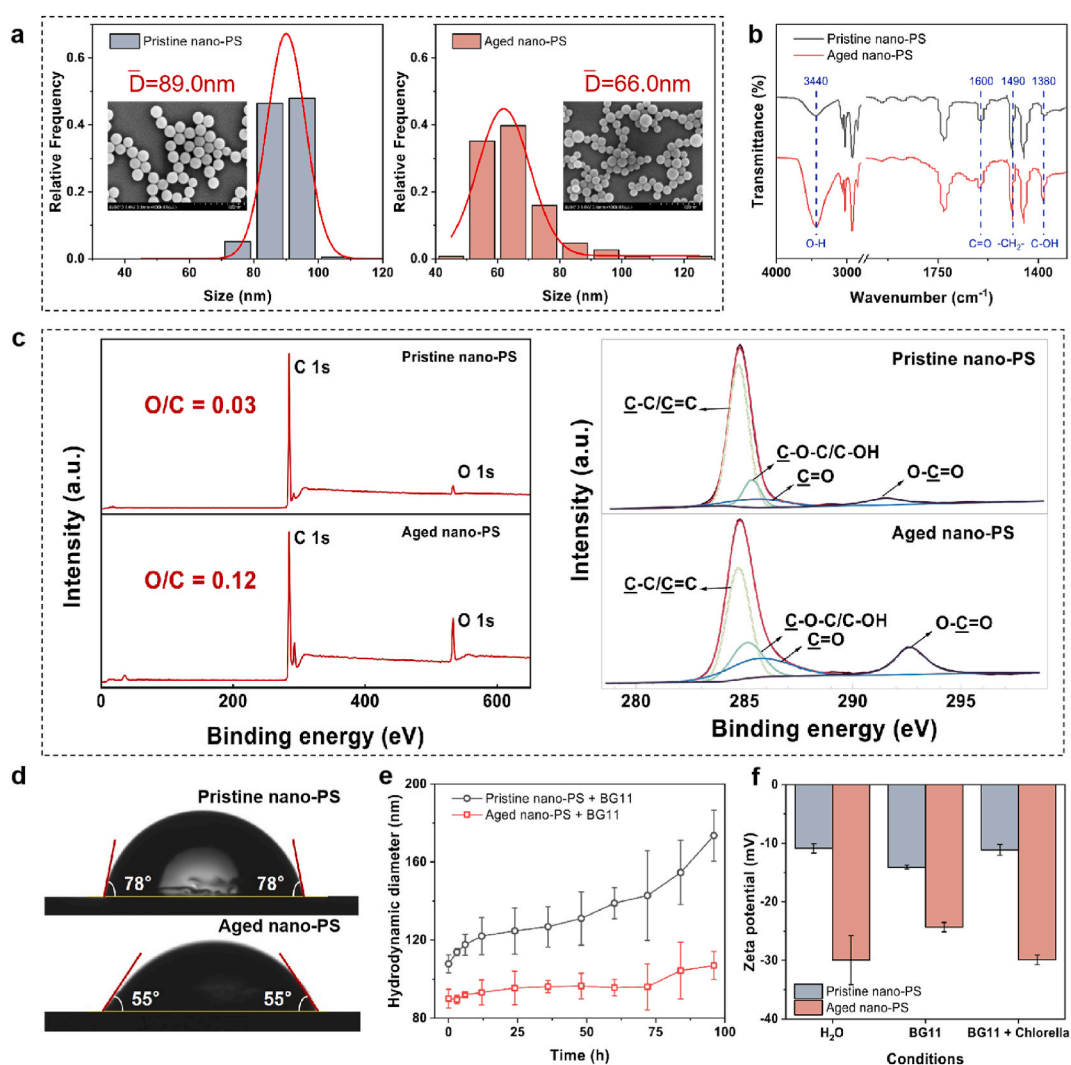 a
Pristine nano-PS
D̅=89.0nm
Relative Frequency
0.6
0.4
0.2
0.0
40
60
80
100
120
Size (nm)
Aged nano-PS
D̅=66.0nm
Relative Frequency
0.6
0.4
0.2
0.0
40
60
80
100
120
Size (nm)
b
Pristine nano-PS
Aged nano-PS
3440
1600
1490
1380
Transmittance (%)
O-H
C=O
-CH₂-
C-OH
4000
3000
1750
1400
Wavenumber (cm⁻¹)
c
Pristine nano-PS
C 1s
O/C = 0.03
O 1s
Aged nano-PS
C 1s
O/C = 0.12
O 1s
Intensity (a.u.)
0
200
400
600
Binding energy (eV)
Pristine nano-PS
C-C/C=C
C-O-C/C-OH
C=O
O-C=O
Aged nano-PS
C-C/C=C
C-O-C/C-OH
C=O
O-C=O
Intensity (a.u.)
280
285
290
295
Binding energy (eV)
d
Pristine nano-PS
78°
78°
Aged nano-PS
55°
55°
e
Pristine nano-PS + BG11
Aged nano-PS + BG11
Hydrodynamic diameter (nm)
200
160
120
80
0
25
50
75
100
Time (h)
f
0
-10
-20
-30
-40
Zeta potential (mV)
Pristine nano-PS
Aged nano-PS
H₂O
BG11
BG11 + Chlorella
Conditions